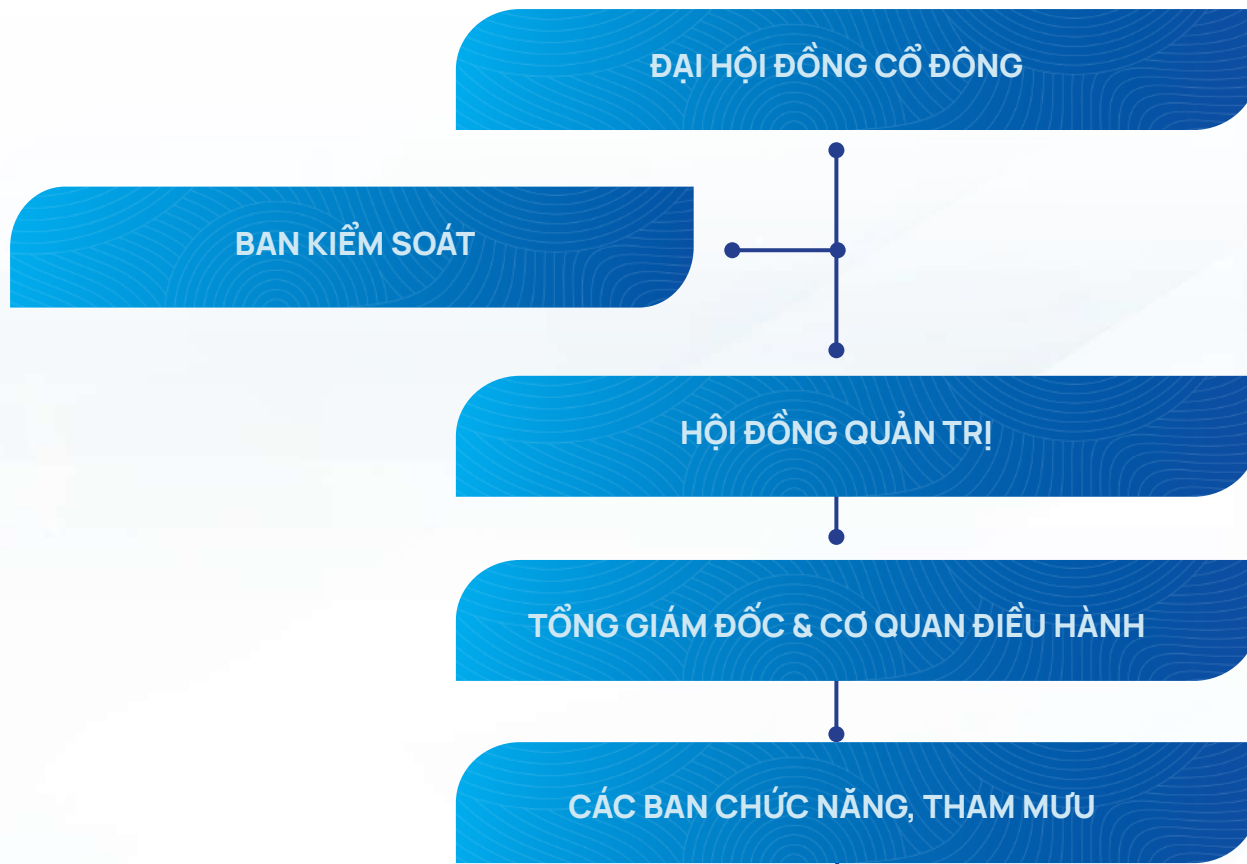 ĐẠI HỘI ĐỒNG CỔ ĐÔNG
BAN KIỂM SOÁT
HỘI ĐỒNG QUẢN TRỊ
TỔNG GIÁM ĐỐC & CƠ QUAN ĐIỀU HÀNH
CÁC BAN CHỨC NĂNG, THAM MƯU